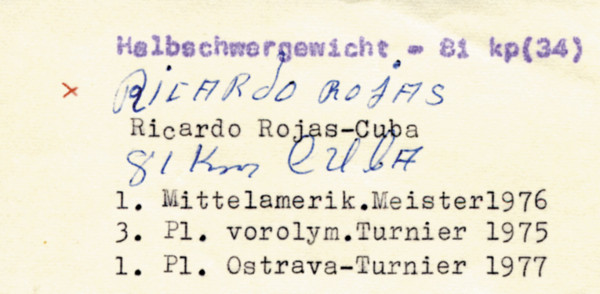 Halbschwergewicht - 81 kp(34)
× RICARdO ROJAS
Ricardo Rojas-Cuba
81 Km CUbA
1. Mittelamerik.Meister1976
3. Pl. vorolym.Turnier 1975
1. Pl. Ostrava-Turnier 1977